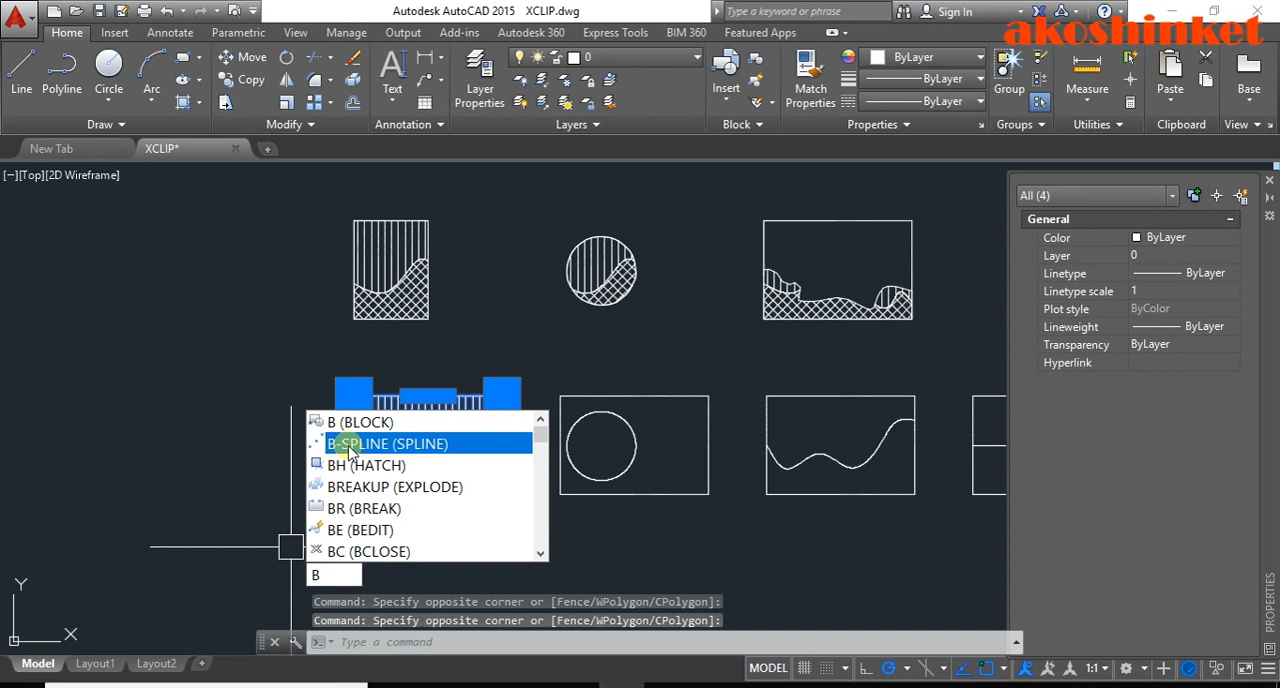 Autodesk AutoCAD 2015 XCLIP.dwg
Type a keyword or phrase
Sign In
akoshinket
Home Insert Annotate Parametric View Manage Output Add-ins Autodesk 360 Express Tools BIM 360 Featured Apps
Line Polyline Circle Arc
Move
Copy
Text
Layer
Properties
0
Insert
Match
Properties
ByLayer
ByLayer
ByLayer
Group
Measure
Paste
Base
Draw Modify Annotation Layers Block Properties Groups Utilities Clipboard View
New Tab XCLIP*
[−][Top][2D Wireframe]
All (4)
General
Color ByLayer
Layer 0
Linetype ByLayer
Linetype scale 1
Plot style ByColor
Lineweight ByLayer
Transparency ByLayer
Hyperlink
B (BLOCK)
B-SPLINE (SPLINE)
BH (HATCH)
BREAKUP (EXPLODE)
BR (BREAK)
BE (BEDIT)
BC (BCLOSE)
B
Y
X
Command: Specify opposite corner or [Fence/WPolygon/CPolygon]:
Command: Specify opposite corner or [Fence/WPolygon/CPolygon]:
Type a command
PROPERTIES
Model Layout1 Layout2
MODEL
1:1